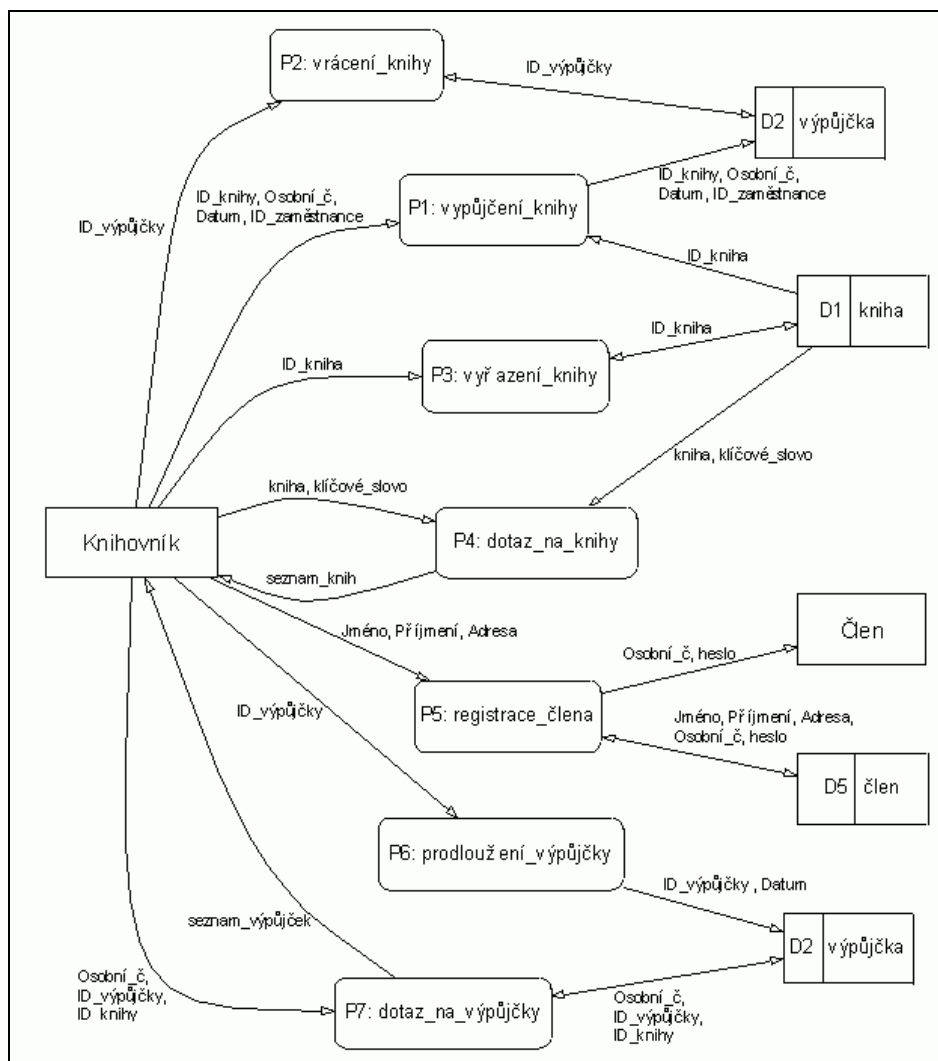 P2: vrácení_knihy
ID_výpůjčky
D2 výpůjčka
ID_knihy, Osobní_č,
Datum, ID_zaměstnance
P1: vypůjčení_knihy
ID_knihy, Osobní_č,
Datum, ID_zaměstnance
ID_výpůjčky
ID_kniha
D1 kniha
ID_kniha
ID_kniha
P3: vyřazení_knihy
kniha, klíčové_slovo
kniha, klíčové_slovo
Knihovník
P4: dotaz_na_knihy
seznam_knih
Jméno, Příjmení, Adresa
Člen
Osobní_č, heslo
ID_výpůjčky
P5: registrace_člena
Jméno, Příjmení, Adresa,
Osobní_č, heslo
D5 člen
P6: prodloužení_výpůjčky
ID_výpůjčky , Datum
seznam_výpůjček
D2 výpůjčka
Osobní_č,
ID_výpůjčky,
ID_knihy
P7: dotaz_na_výpůjčky
Osobní_č,
ID_výpůjčky,
ID_knihy